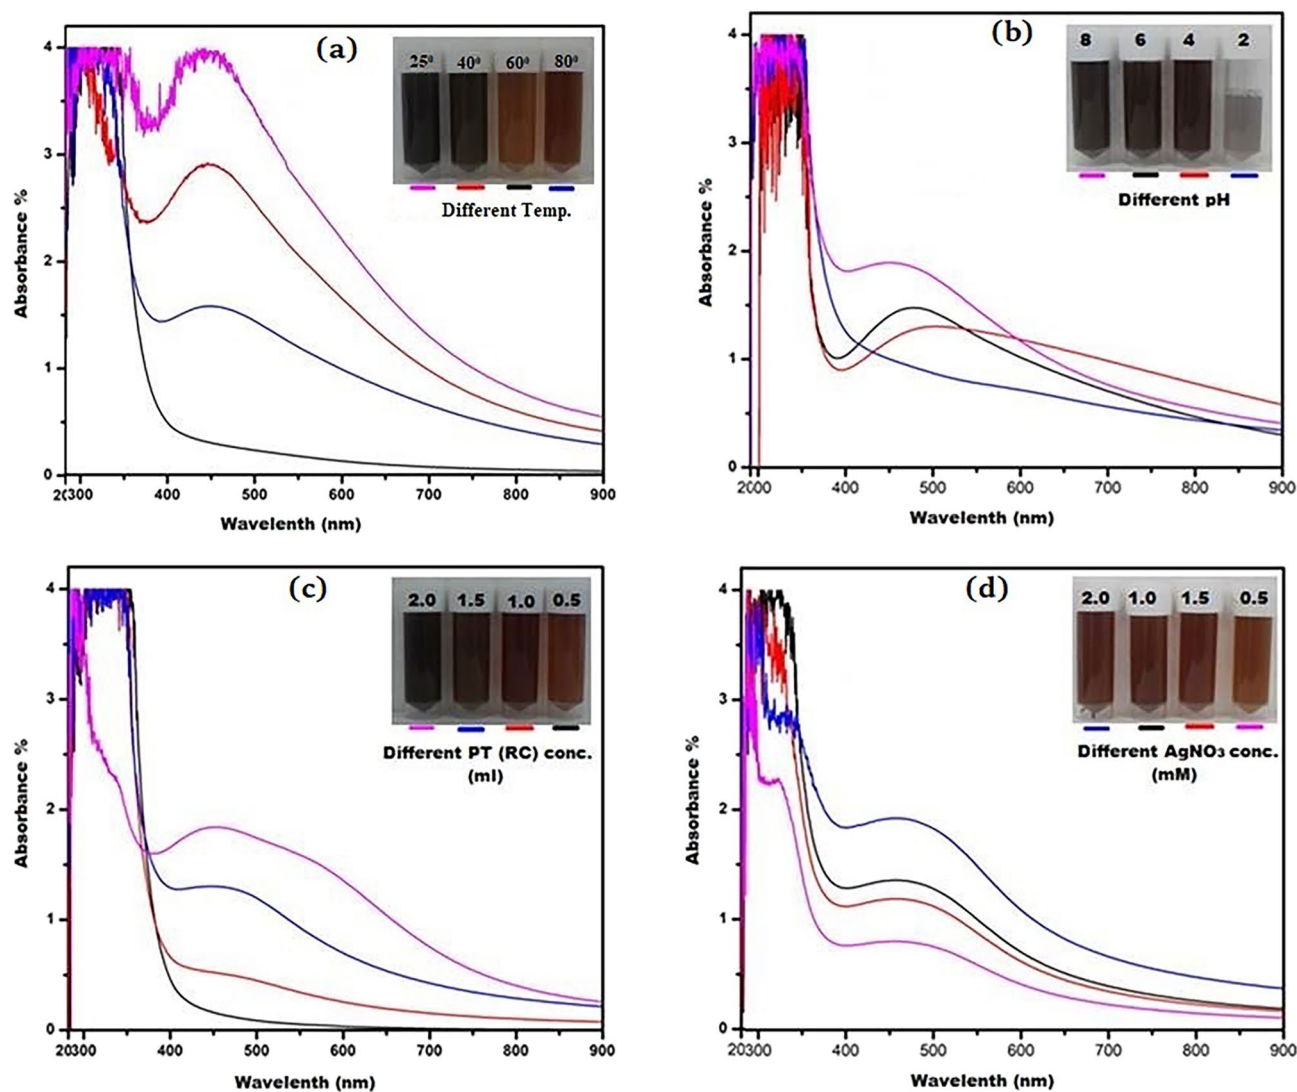 (a)
25⁰ 40⁰ 60⁰ 80⁰
Different Temp.
Absorbance %
4
3
2
1
0
20300 400 500 600 700 800 900
Wavelenth (nm)
(b)
8 6 4 2
Different pH
Absorbance %
4
3
2
1
0
200 400 500 600 700 800 900
Wavelenth (nm)
(c)
2.0 1.5 1.0 0.5
Different PT (RC) conc.
(ml)
Absorbance %
4
3
2
1
0
20300 400 500 600 700 800 900
Wavelenth (nm)
(d)
2.0 1.0 1.5 0.5
Different AgNO₃ conc.
(mM)
Absorbance %
4
3
2
1
0
20300 400 500 600 700 800 900
Wavelenth (nm)